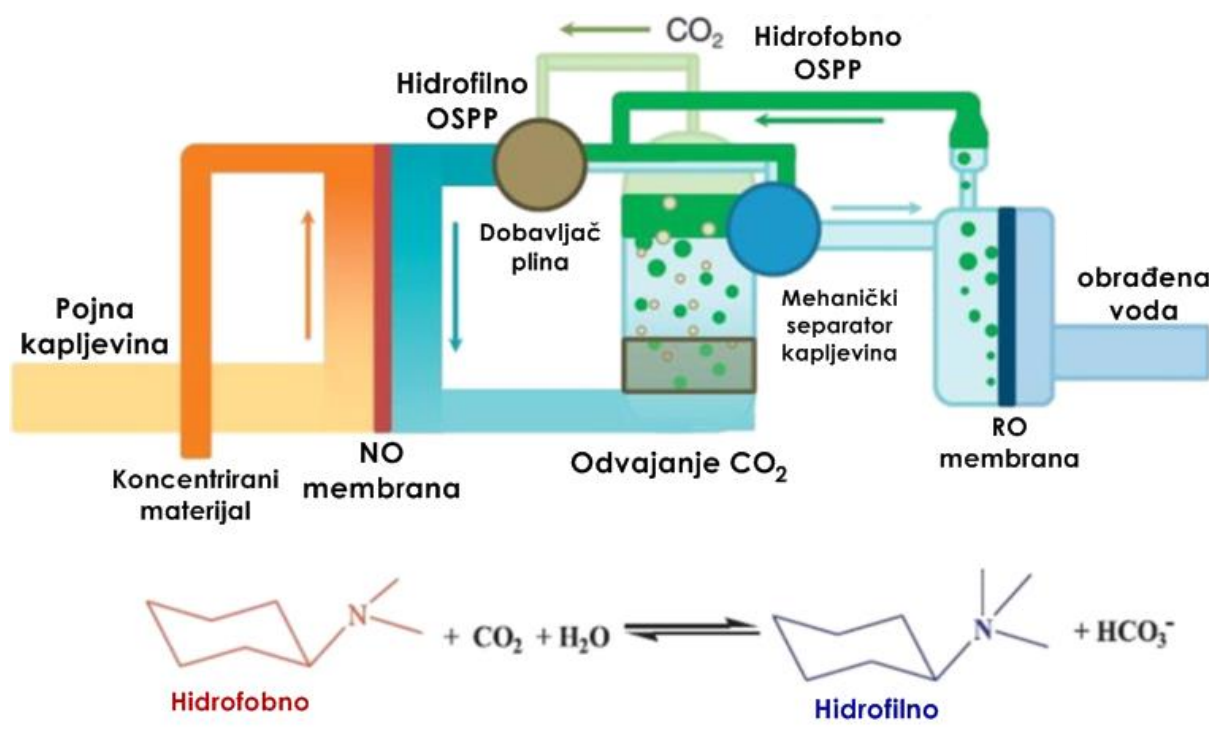 CO₂
Hidrofobno
OSPP
Hidrofilno
OSPP
Dobavljač
plina
Mehanički
separator
kapljevina
obrađena
voda
Pojna
kapljevina
Koncentrirani
materijal
NO
membrana
Odvajanje CO₂
RO
membrana
N + CO₂ + H₂O ⇌ N + HCO₃⁻
Hidrofobno
Hidrofilno